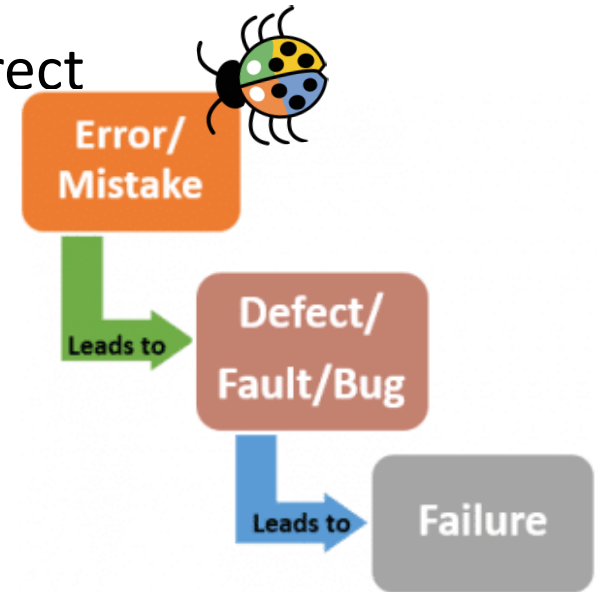 rect
Error/
Mistake
Leads to
Defect/
Fault/Bug
Leads to
Failure